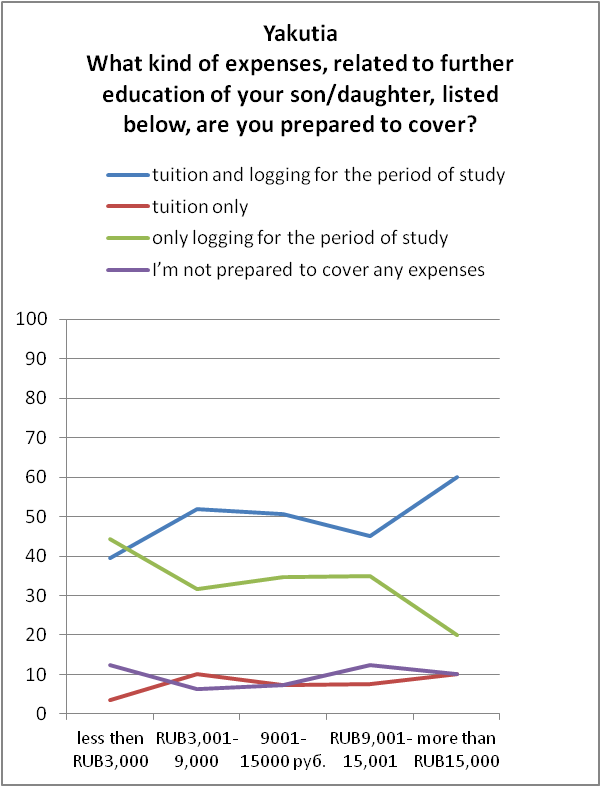 Yakutia
What kind of expenses, related to further
education of your son/daughter, listed
below, are you prepared to cover?
tuition and logging for the period of study
tuition only
only logging for the period of study
I'm not prepared to cover any expenses
100
90
80
70
60
50
40
30
20
10
0
less then RUB3,001- 9001- RUB9,001- more than
RUB3,000 9,000 15000 руб. 15,001 RUB15,000